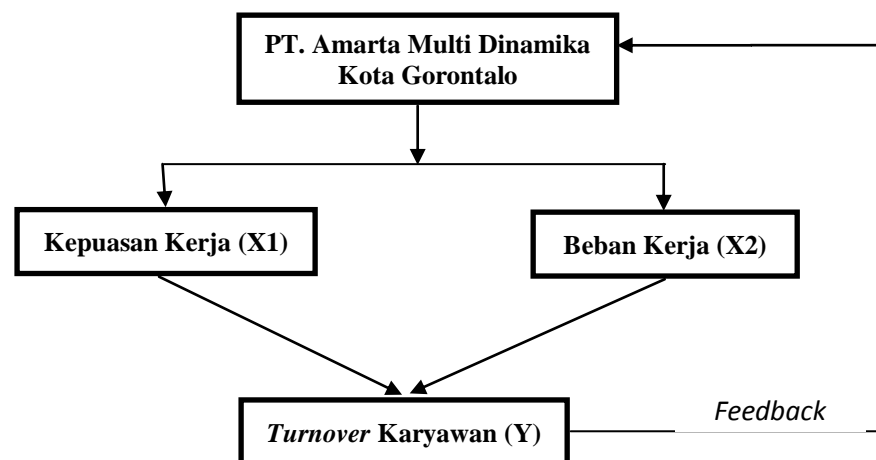 PT. Amarta Multi Dinamika
Kota Gorontalo
Kepuasan Kerja (X1)
Beban Kerja (X2)
Turnover Karyawan (Y)
Feedback